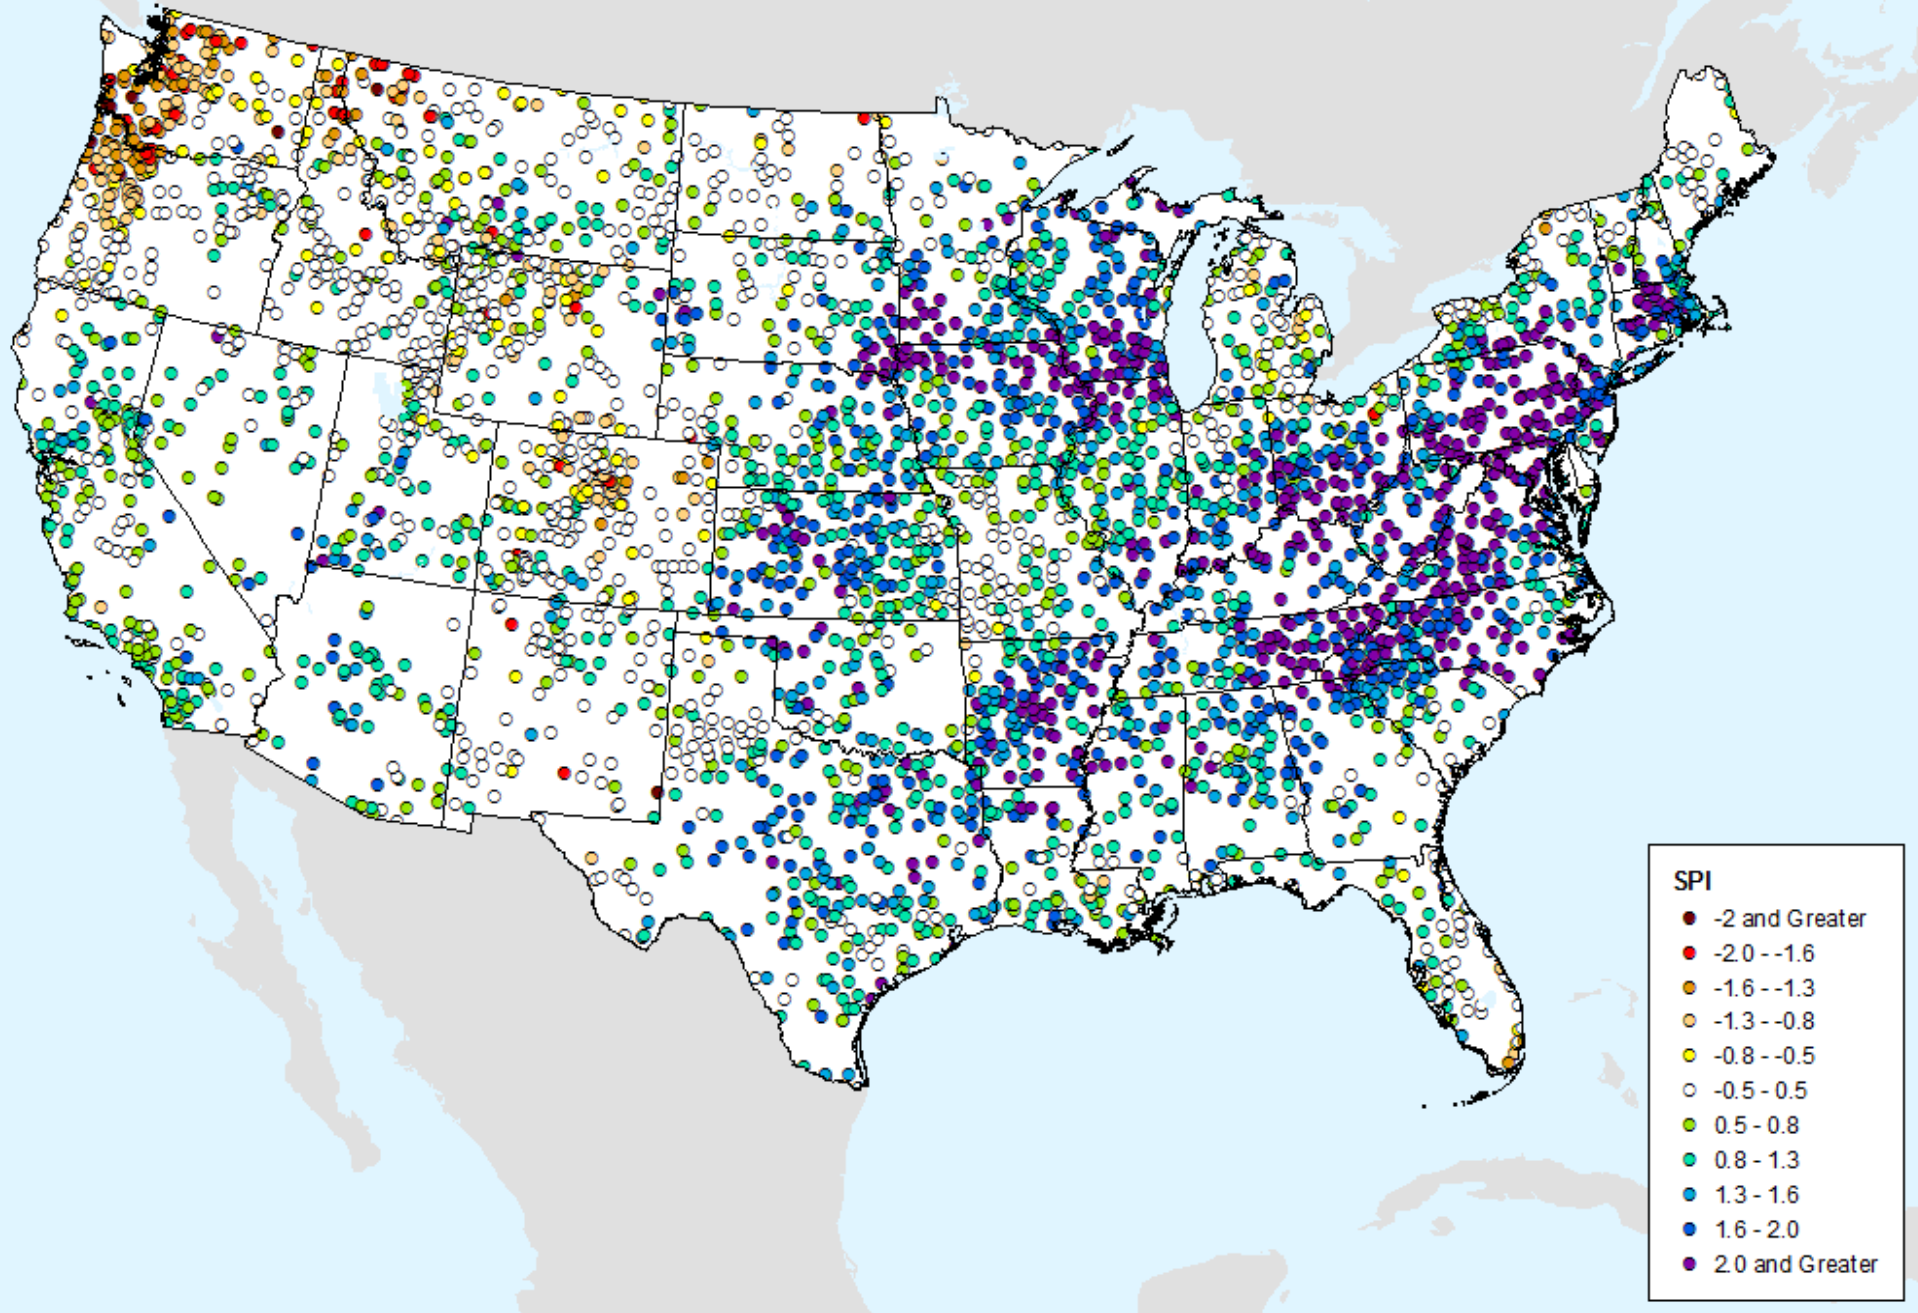 SPI
-2 and Greater
-2.0 - -1.6
-1.6 - -1.3
-1.3 - -0.8
-0.8 - -0.5
-0.5 - 0.5
0.5 - 0.8
0.8 - 1.3
1.3 - 1.6
1.6 - 2.0
2.0 and Greater